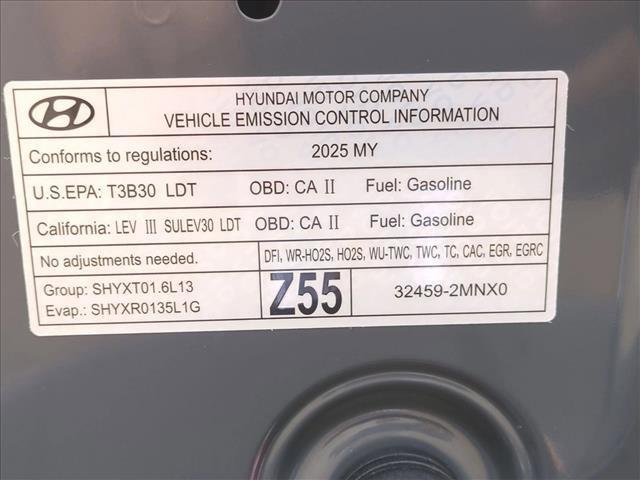 HYUNDAI MOTOR COMPANY
VEHICLE EMISSION CONTROL INFORMATION
Conforms to regulations: 2025 MY
U.S.EPA: T3B30 LDT OBD: CA II Fuel: Gasoline
California: LEV III SULEV30 LDT OBD: CA II Fuel: Gasoline
No adjustments needed. DFI, WR-HO2S, HO2S, WU-TWC, TWC, TC, CAC, EGR, EGRC
Group: SHYXT01.6L13
Evap.: SHYXR0135L1G
Z55
32459-2MNX0